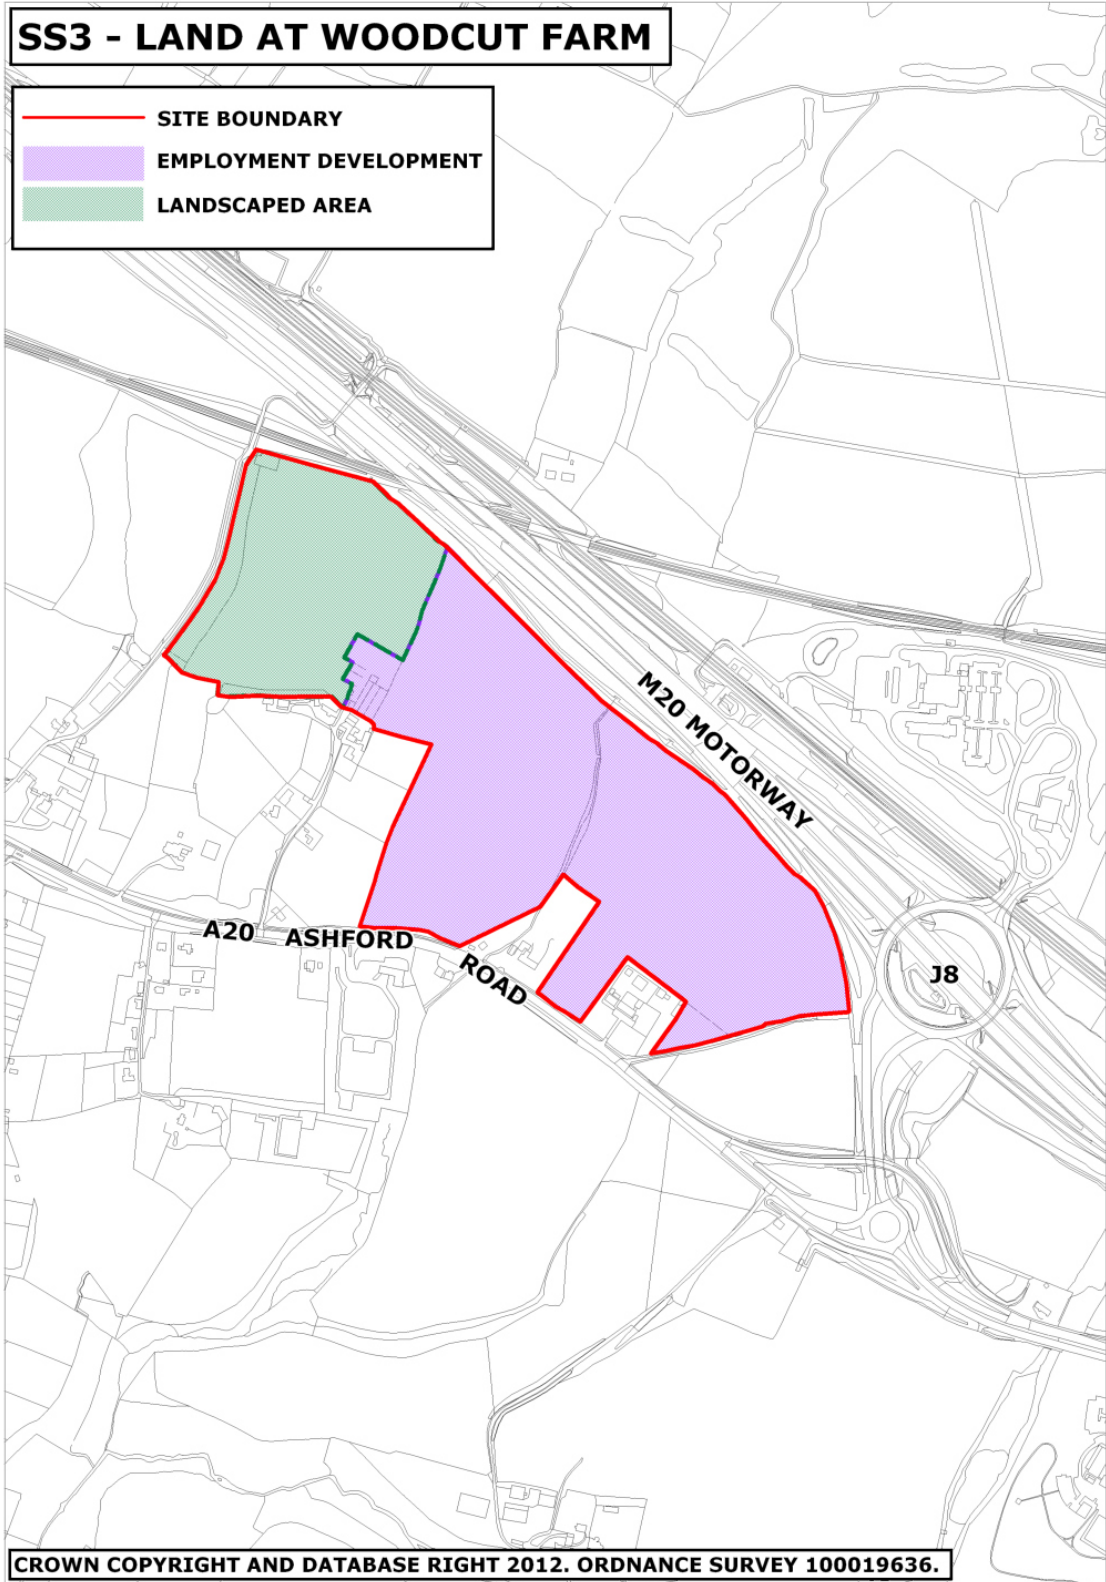 SS3 - LAND AT WOODCUT FARM
SITE BOUNDARY
EMPLOYMENT DEVELOPMENT
LANDSCAPED AREA
M20 MOTORWAY
A20 ASHFORD ROAD
J8
CROWN COPYRIGHT AND DATABASE RIGHT 2012. ORDNANCE SURVEY 100019636.